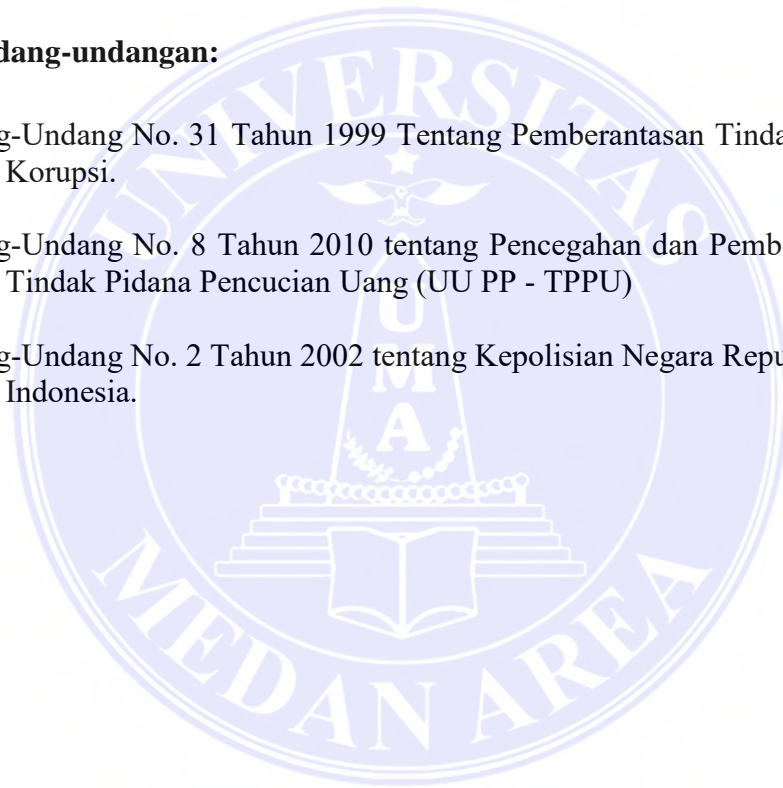 dang-undangan:
g-Undang No. 31 Tahun 1999 Tentang Pemberantasan Tinda
Korupsi.
g-Undang No. 8 Tahun 2010 tentang Pencegahan dan Pemb
Tindak Pidana Pencucian Uang (UU PP - TPPU)
g-Undang No. 2 Tahun 2002 tentang Kepolisian Negara Repu
Indonesia.
UNIVERSITAS
U
M
A
MEDAN AREA